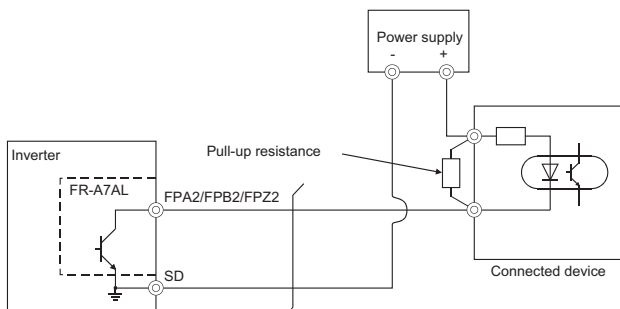 Power supply
- +
Inverter
Pull-up resistance
FR-A7AL
FPA2/FPB2/FPZ2
SD
Connected device